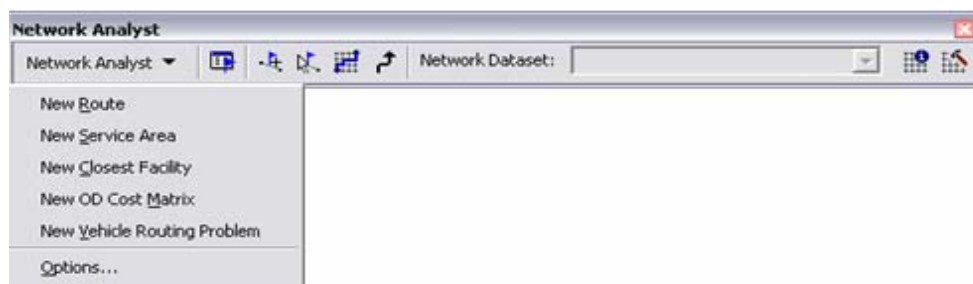 Network Analyst
Network Analyst Network Dataset:
New Route
New Service Area
New Closest Facility
New OD Cost Matrix
New Vehicle Routing Problem
Options...